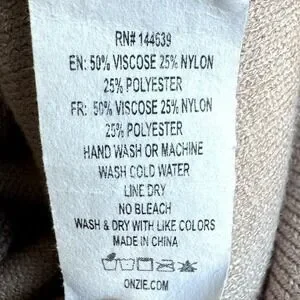 RN# 144639
EN: 50% VISCOSE 25% NYLON
25% POLYESTER
FR: 50% VISCOSE 25% NYLON
25% POLYESTER
HAND WASH OR MACHINE
WASH COLD WATER
LINE DRY
NO BLEACH
WASH & DRY WITH LIKE COLORS
MADE IN CHINA
ONZIE.COM